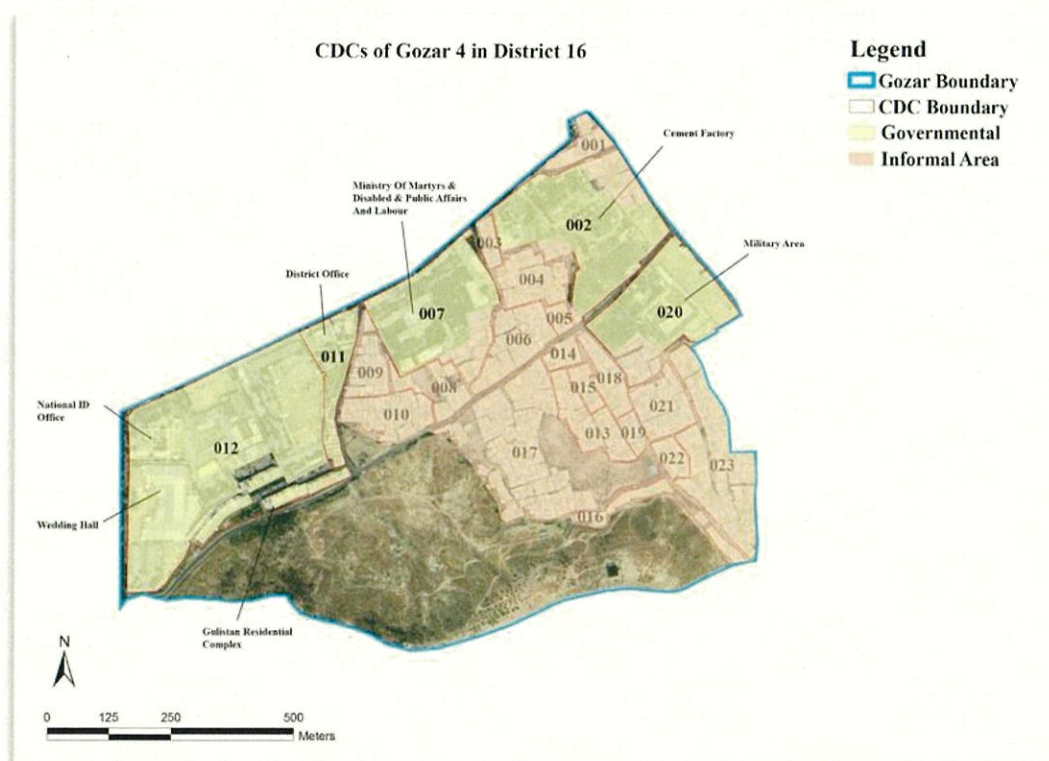 CDCs of Gozar 4 in District 16
Legend
Gozar Boundary
CDC Boundary
Governmental
Informal Area
001
Cement Factory
Ministry Of Martyrs &
Disabled & Public Affairs
And Labour
002
003
Military Area
004
District Office
007
005
020
006
011
014
009
018
008
015
National ID
Office
010
021
013
019
012
017
022
023
Wedding Hall
016
Gulistan Residential
Complex
N
0 125 250 500
Meters